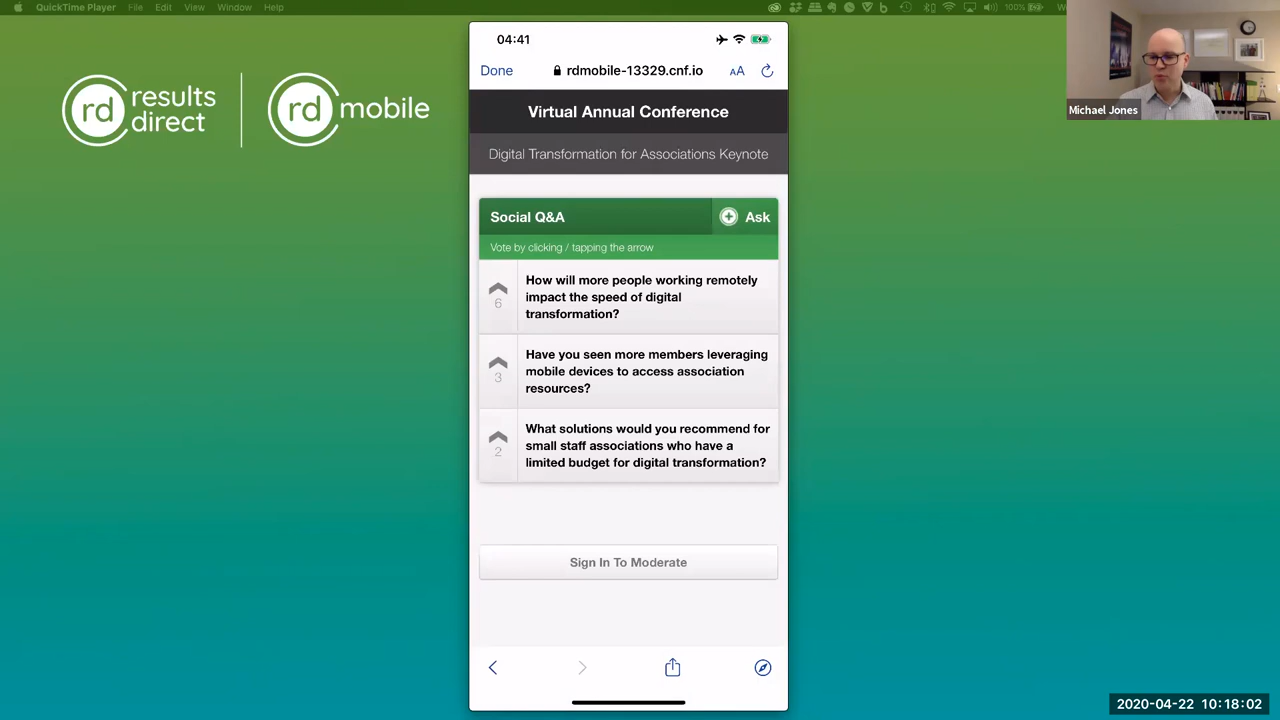 QuickTime Player File Edit View Window Help
100%
rd results direct
rd mobile
04:41
Done
rdmobile-13329.cnf.io
AA
Virtual Annual Conference
Digital Transformation for Associations Keynote
Social Q&A
Ask
Vote by clicking / tapping the arrow
6
How will more people working remotely
impact the speed of digital
transformation?
3
Have you seen more members leveraging
mobile devices to access association
resources?
2
What solutions would you recommend for
small staff associations who have a
limited budget for digital transformation?
Sign In To Moderate
Michael Jones
2020-04-22 10:18:02